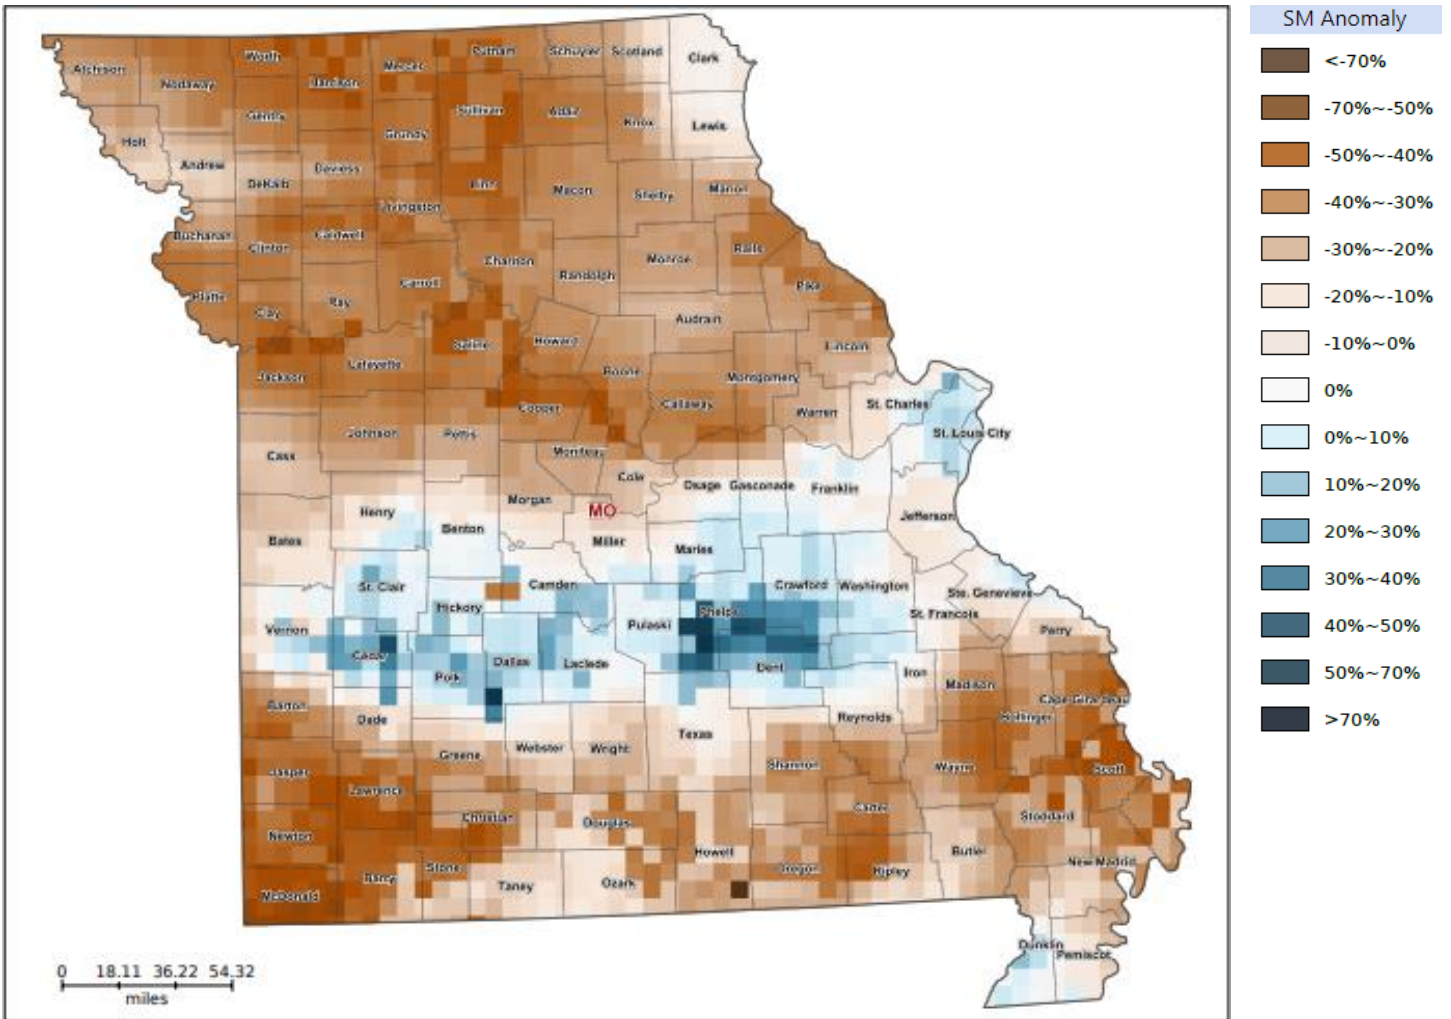 SM Anomaly
<-70%
-70%~-50%
-50%~-40%
-40%~-30%
-30%~-20%
-20%~-10%
-10%~0%
0%
0%~10%
10%~20%
20%~30%
30%~40%
40%~50%
50%~70%
>70%
Atchison
Nodaway
Worth
Harrison
Mercer
Putnam
Schuyler
Scotland
Clark
Gentry
Sullivan
Adair
Knox
Lewis
Holt
Andrew
DeKalb
Daviess
Grundy
Linn
Macon
Shelby
Marion
Livingston
Buchanan
Clinton
Caldwell
Chariton
Randolph
Monroe
Ralls
Platte
Clay
Ray
Carroll
Pike
Audrain
Saline
Howard
Lincoln
Jackson
Lafayette
Boone
Montgomery
Cooper
Callaway
Warren
St. Charles
Johnson
Pettis
St. Louis City
Cass
Moniteau
Cole
Osage
Gasconade
Franklin
Morgan
Henry
MO
Jefferson
Benton
Bates
Miller
Maries
St. Clair
Camden
Crawford
Washington
Ste. Genevieve
Hickory
Phelps
St. Francois
Vernon
Pulaski
Perry
Cedar
Dallas
Laclede
Dent
Polk
Iron
Madison
Barton
Cape Girardeau
Dade
Reynolds
Bollinger
Texas
Greene
Webster
Wright
Jasper
Shannon
Wayne
Scott
Lawrence
Carter
Christian
Douglas
Stoddard
Newton
Howell
Butler
New Madrid
Stone
Barry
Oregon
Ripley
McDonald
Taney
Ozark
Dunklin
Pemiscot
0 18.11 36.22 54.32
miles